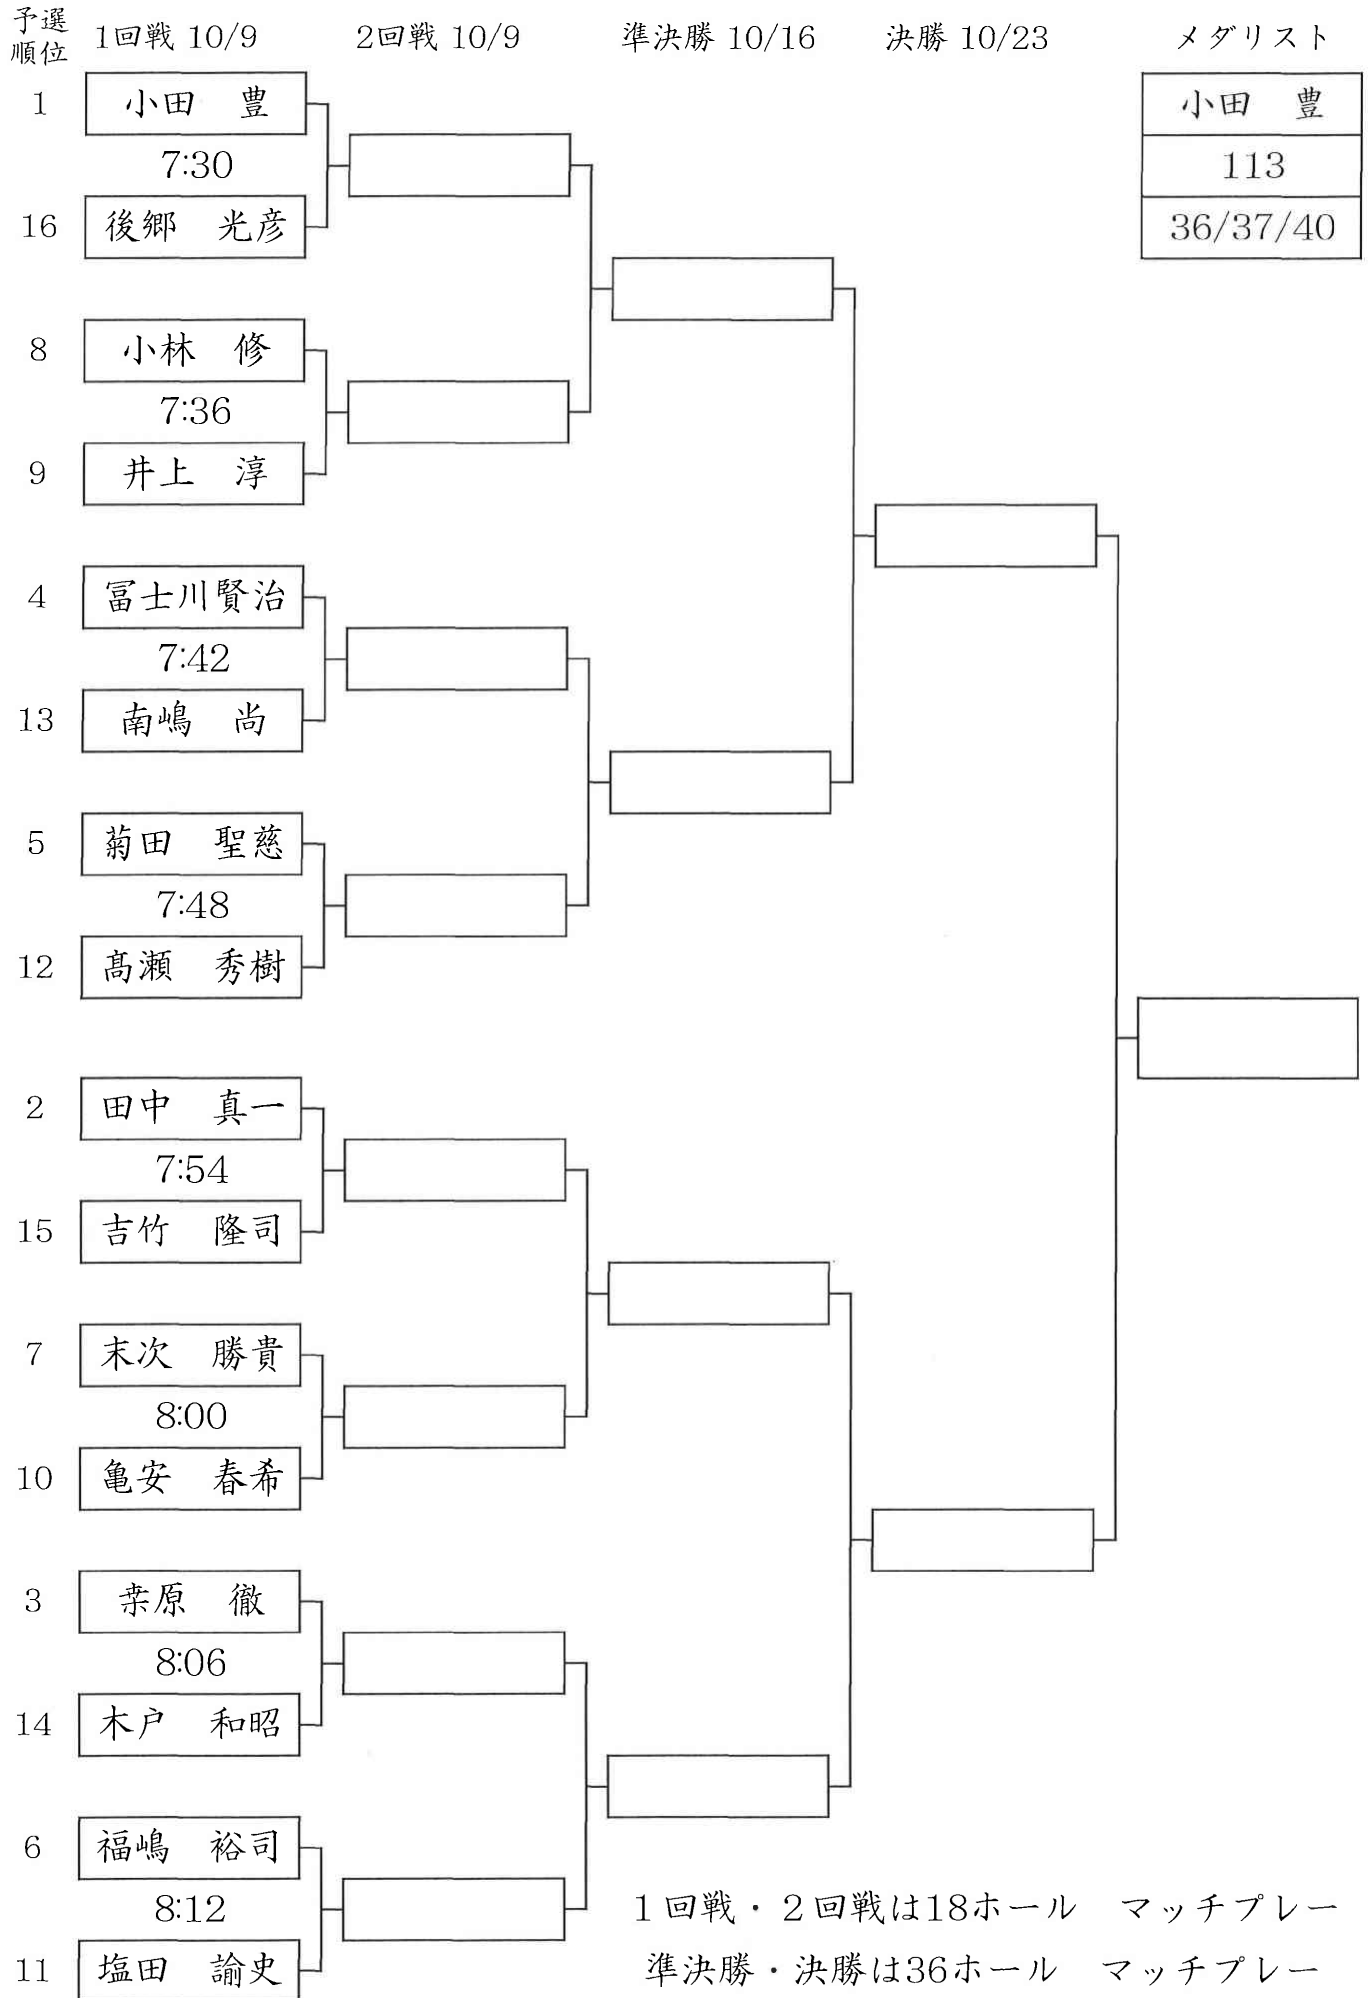 予選
順位 1回戦 10/9 2回戦 10/9 準決勝 10/16 決勝 10/23 メダリスト
1 小田 豊 小田 豊
7:30 113
16 後郷 光彦 36/37/40
8 小林 修
7:36
9 井上 淳
4 冨士川賢治
7:42
13 南嶋 尚
5 菊田 聖慈
7:48
12 髙瀬 秀樹
2 田中 真一
7:54
15 吉竹 隆司
7 末次 勝貴
8:00
10 亀安 春希
3 桒原 徹
8:06
14 木戸 和昭
6 福嶋 裕司
8:12
11 塩田 諭史
1回戦・2回戦は18ホール マッチプレー
準決勝・決勝は36ホール マッチプレー